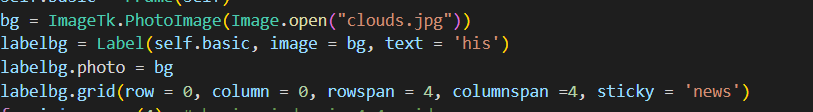 bg = ImageTk.PhotoImage(Image.open("clouds.jpg"))
labelbg = Label(self.basic, image = bg, text = 'his')
labelbg.photo = bg
labelbg.grid(row = 0, column = 0, rowspan = 4, columnspan =4, sticky = 'news')